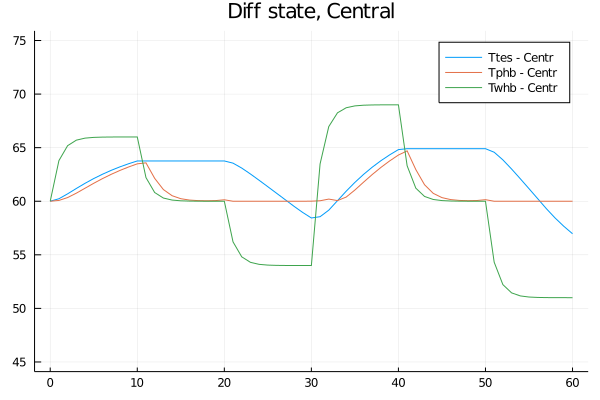 Diff state, Central
75
70
65
60
55
50
45
0 10 20 30 40 50 60
Ttes - Centr
Tphb - Centr
Twhb - Centr